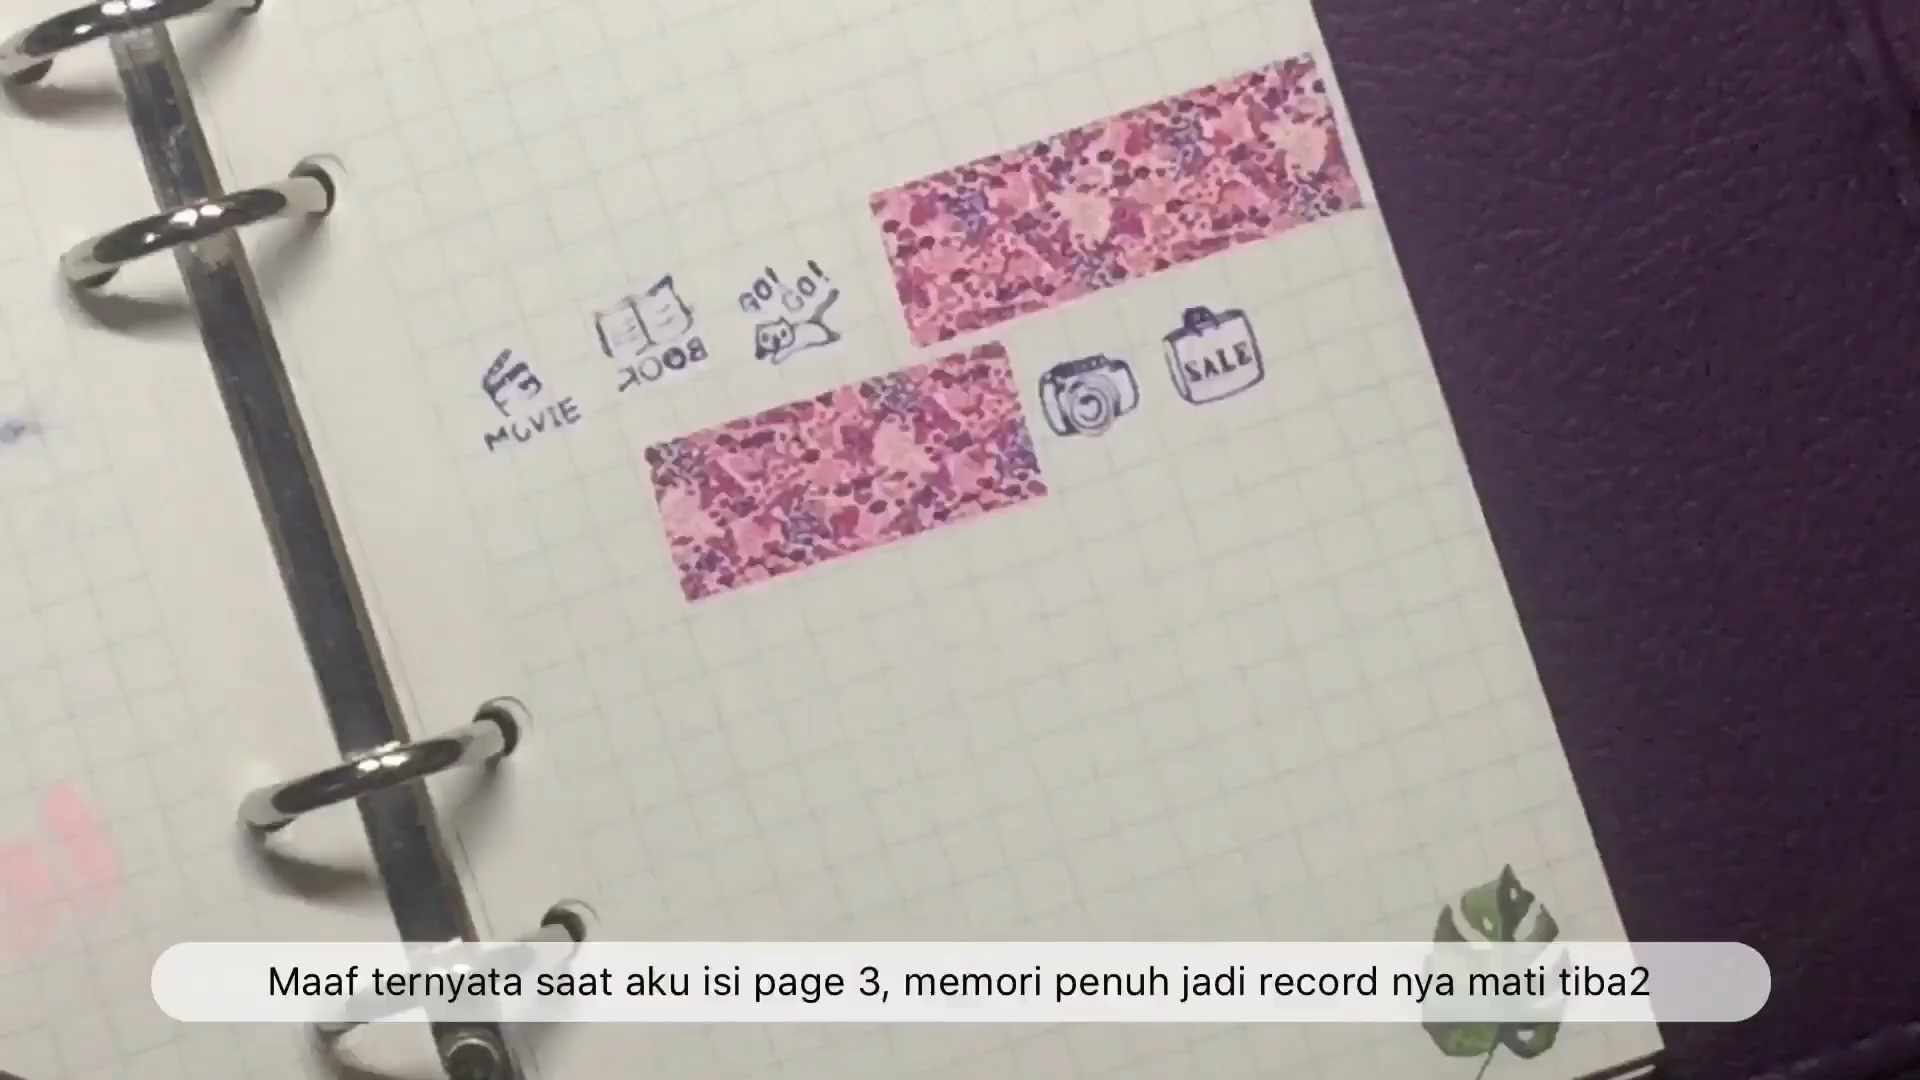 GO! GO!
BOOK
MOVIE
SALE
Maaf ternyata saat aku isi page 3, memori penuh jadi record nya mati tiba2